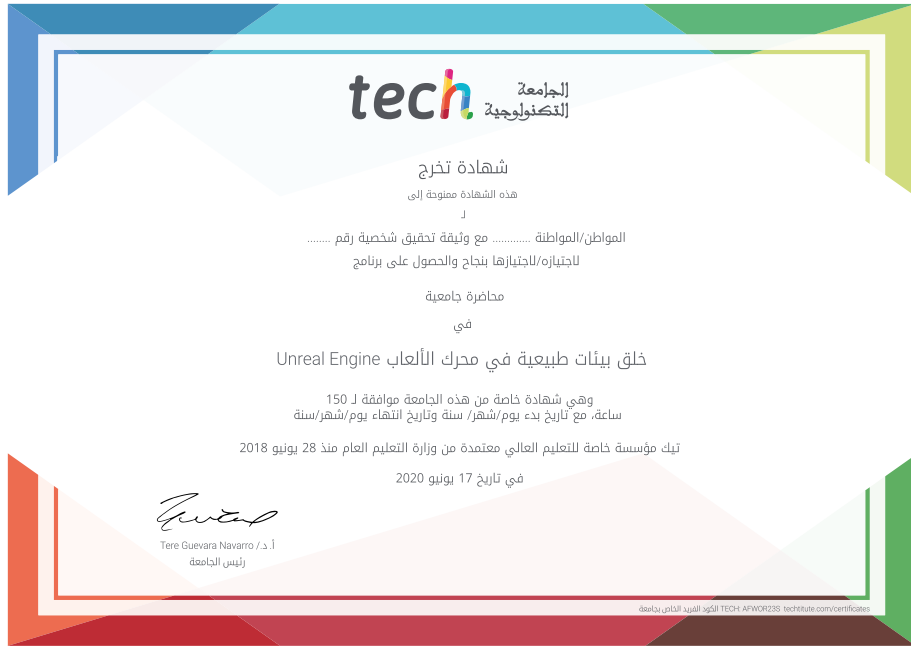 tech الجامعة
التكنولوجية
شهادة تخرج
هذه الشهادة ممنوحة إلى
لـ
المواطن/المواطنة ............ مع وثيقة تحقيق شخصية رقم ........
لاجتيازه/لاجتيازها بنجاح والحصول على برنامج
محاضرة جامعية
في
خلق بيئات طبيعية في محرك الألعاب Unreal Engine
وهي شهادة خاصة من هذه الجامعة موافقة لـ 150
ساعة، مع تاريخ بدء يوم/شهر/ سنة وتاريخ انتهاء يوم/شهر/سنة
تيك مؤسسة خاصة للتعليم العالي معتمدة من وزارة التعليم العام منذ 28 يونيو 2018
في تاريخ 17 يونيو 2020
أ. د./ Tere Guevara Navarro
رئيس الجامعة
الكود الفريد الخاص بجامعة TECH: AFWOR23S techtitute.com/certificates